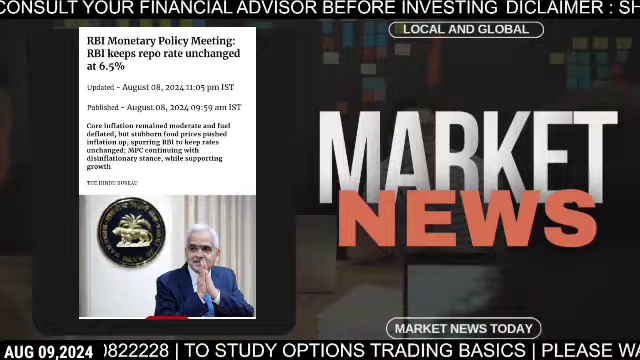 CONSULT YOUR FINANCIAL ADVISOR BEFORE INVESTING DICLAIMER : SH
LOCAL AND GLOBAL
RBI Monetary Policy Meeting:
RBI keeps repo rate unchanged
at 6.5%
Updated - August 08, 2024 11:05 pm IST
Published - August 08, 2024 09:59 am IST
Core inflation remained moderate and fuel
deflated, but stubborn food prices pushed
inflation up, spurring RBI to keep rates
unchanged; MPC continuing with
disinflationary stance, while supporting
growth
THE HINDU BUREAU
MARKET
NEWS
MARKET NEWS TODAY
AUG 09,2024
0822228 | TO STUDY OPTIONS TRADING BASICS | PLEASE WA